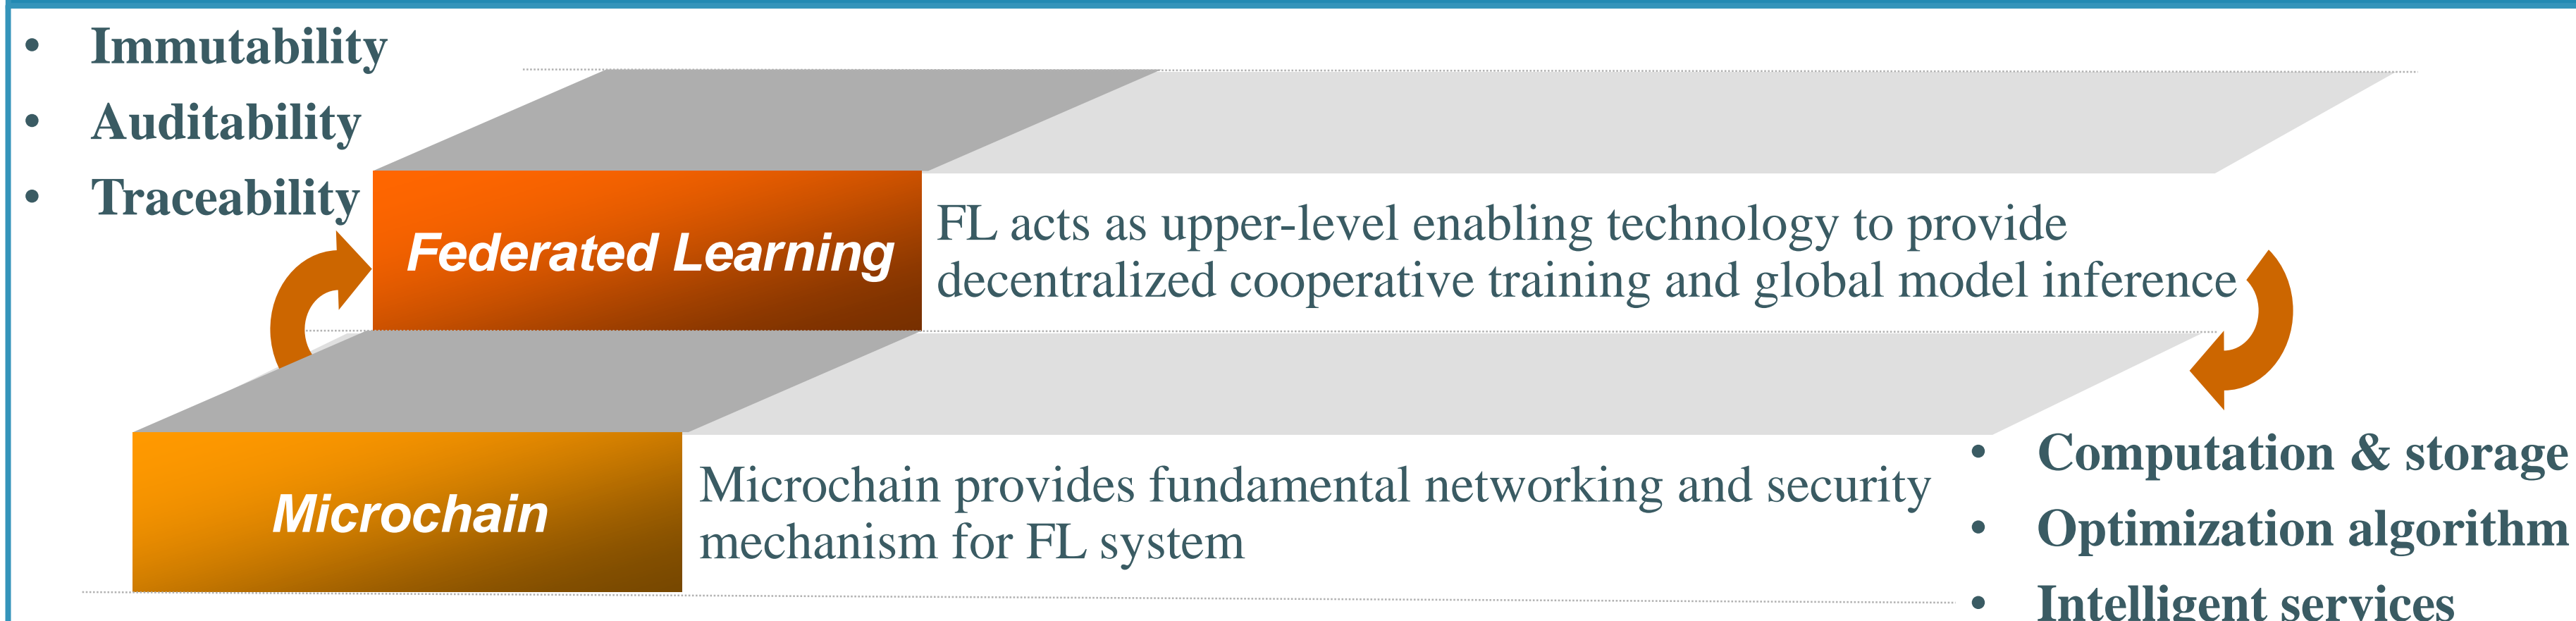 • Immutability
• Auditability
• Traceability
Federated Learning
FL acts as upper-level enabling technology to provide
decentralized cooperative training and global model inference
Microchain
Microchain provides fundamental networking and security
mechanism for FL system
• Computation & storage
• Optimization algorithm
• Intelligent services